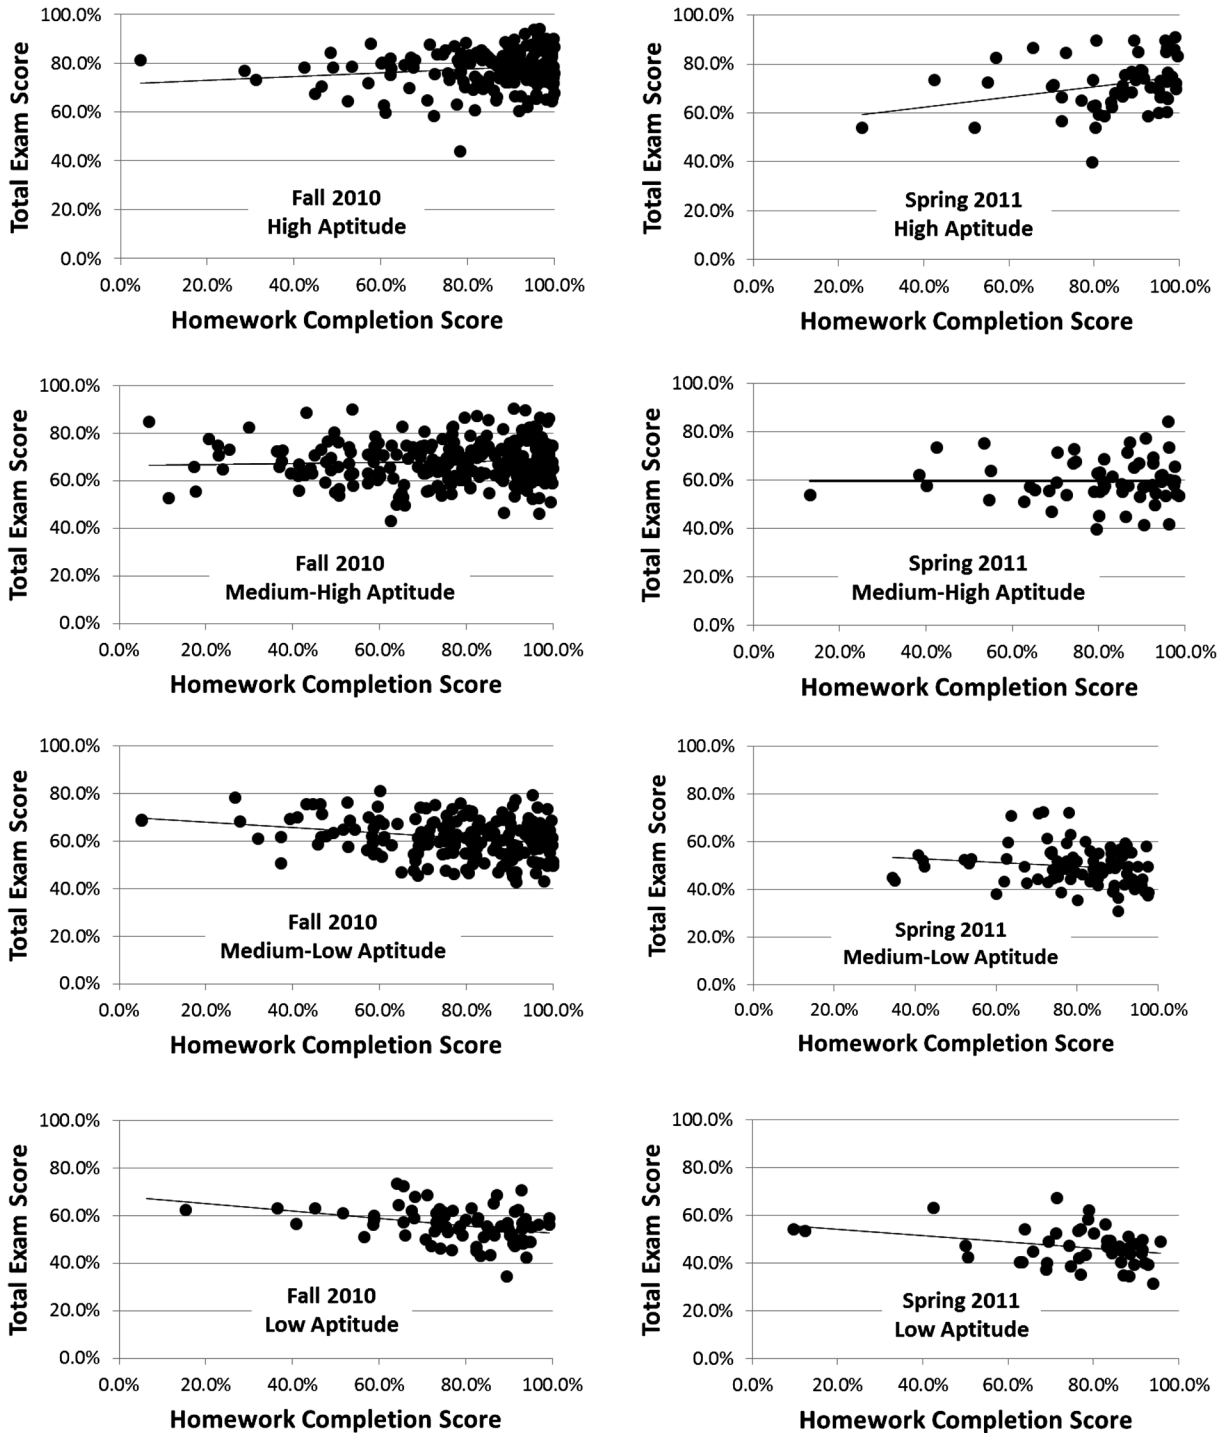 100.0%
80.0%
60.0%
40.0%
20.0%
0.0%
Total Exam Score
Fall 2010
High Aptitude
0.0% 20.0% 40.0% 60.0% 80.0% 100.0%
Homework Completion Score
100.0%
80.0%
60.0%
40.0%
20.0%
0.0%
Total Exam Score
Spring 2011
High Aptitude
0.0% 20.0% 40.0% 60.0% 80.0% 100.0%
Homework Completion Score
100.0%
80.0%
60.0%
40.0%
20.0%
0.0%
Total Exam Score
Fall 2010
Medium-High Aptitude
0.0% 20.0% 40.0% 60.0% 80.0% 100.0%
Homework Completion Score
100.0%
80.0%
60.0%
40.0%
20.0%
0.0%
Total Exam Score
Spring 2011
Medium-High Aptitude
0.0% 20.0% 40.0% 60.0% 80.0% 100.0%
Homework Completion Score
100.0%
80.0%
60.0%
40.0%
20.0%
0.0%
Total Exam Score
Fall 2010
Medium-Low Aptitude
0.0% 20.0% 40.0% 60.0% 80.0% 100.0%
Homework Completion Score
100.0%
80.0%
60.0%
40.0%
20.0%
0.0%
Total Exam Score
Spring 2011
Medium-Low Aptitude
0.0% 20.0% 40.0% 60.0% 80.0% 100.0%
Homework Completion Score
100.0%
80.0%
60.0%
40.0%
20.0%
0.0%
Total Exam Score
Fall 2010
Low Aptitude
0.0% 20.0% 40.0% 60.0% 80.0% 100.0%
Homework Completion Score
100.0%
80.0%
60.0%
40.0%
20.0%
0.0%
Total Exam Score
Spring 2011
Low Aptitude
0.0% 20.0% 40.0% 60.0% 80.0% 100.0%
Homework Completion Score